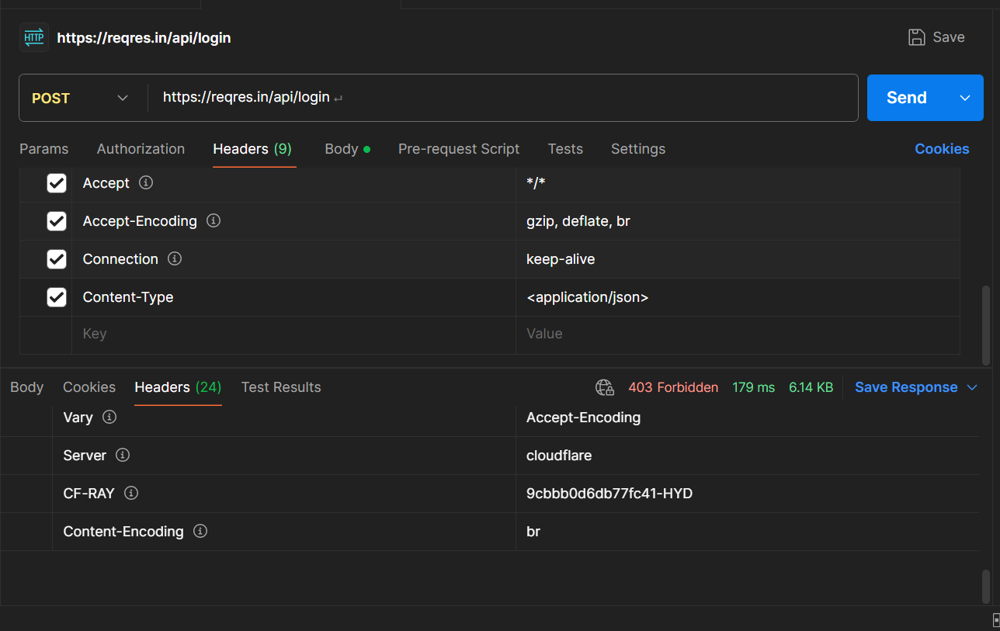 HTTP https://reqres.in/api/login Save
POST https://reqres.in/api/login ↵ Send
Params Authorization Headers (9) Body Pre-request Script Tests Settings Cookies
Accept */*
Accept-Encoding gzip, deflate, br
Connection keep-alive
Content-Type <application/json>
Key Value
Body Cookies Headers (24) Test Results 403 Forbidden 179 ms 6.14 KB Save Response
Vary Accept-Encoding
Server cloudflare
CF-RAY 9cbbb0d6db77fc41-HYD
Content-Encoding br